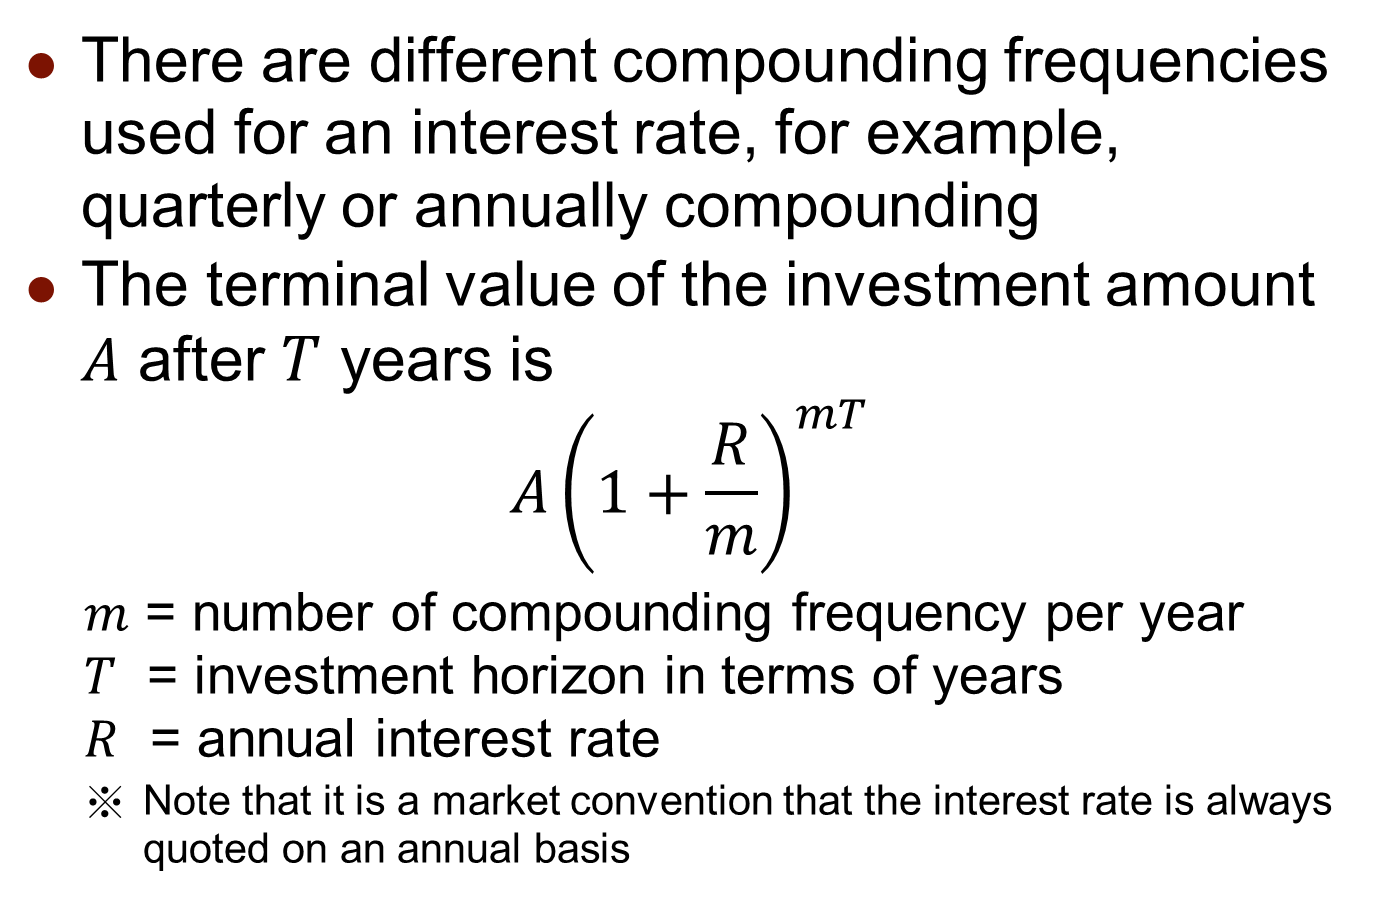 • There are different compounding frequencies
used for an interest rate, for example,
quarterly or annually compounding
• The terminal value of the investment amount
A after T years is
A(1 + R/m)^{mT}
m = number of compounding frequency per year
T = investment horizon in terms of years
R = annual interest rate
※ Note that it is a market convention that the interest rate is always
quoted on an annual basis